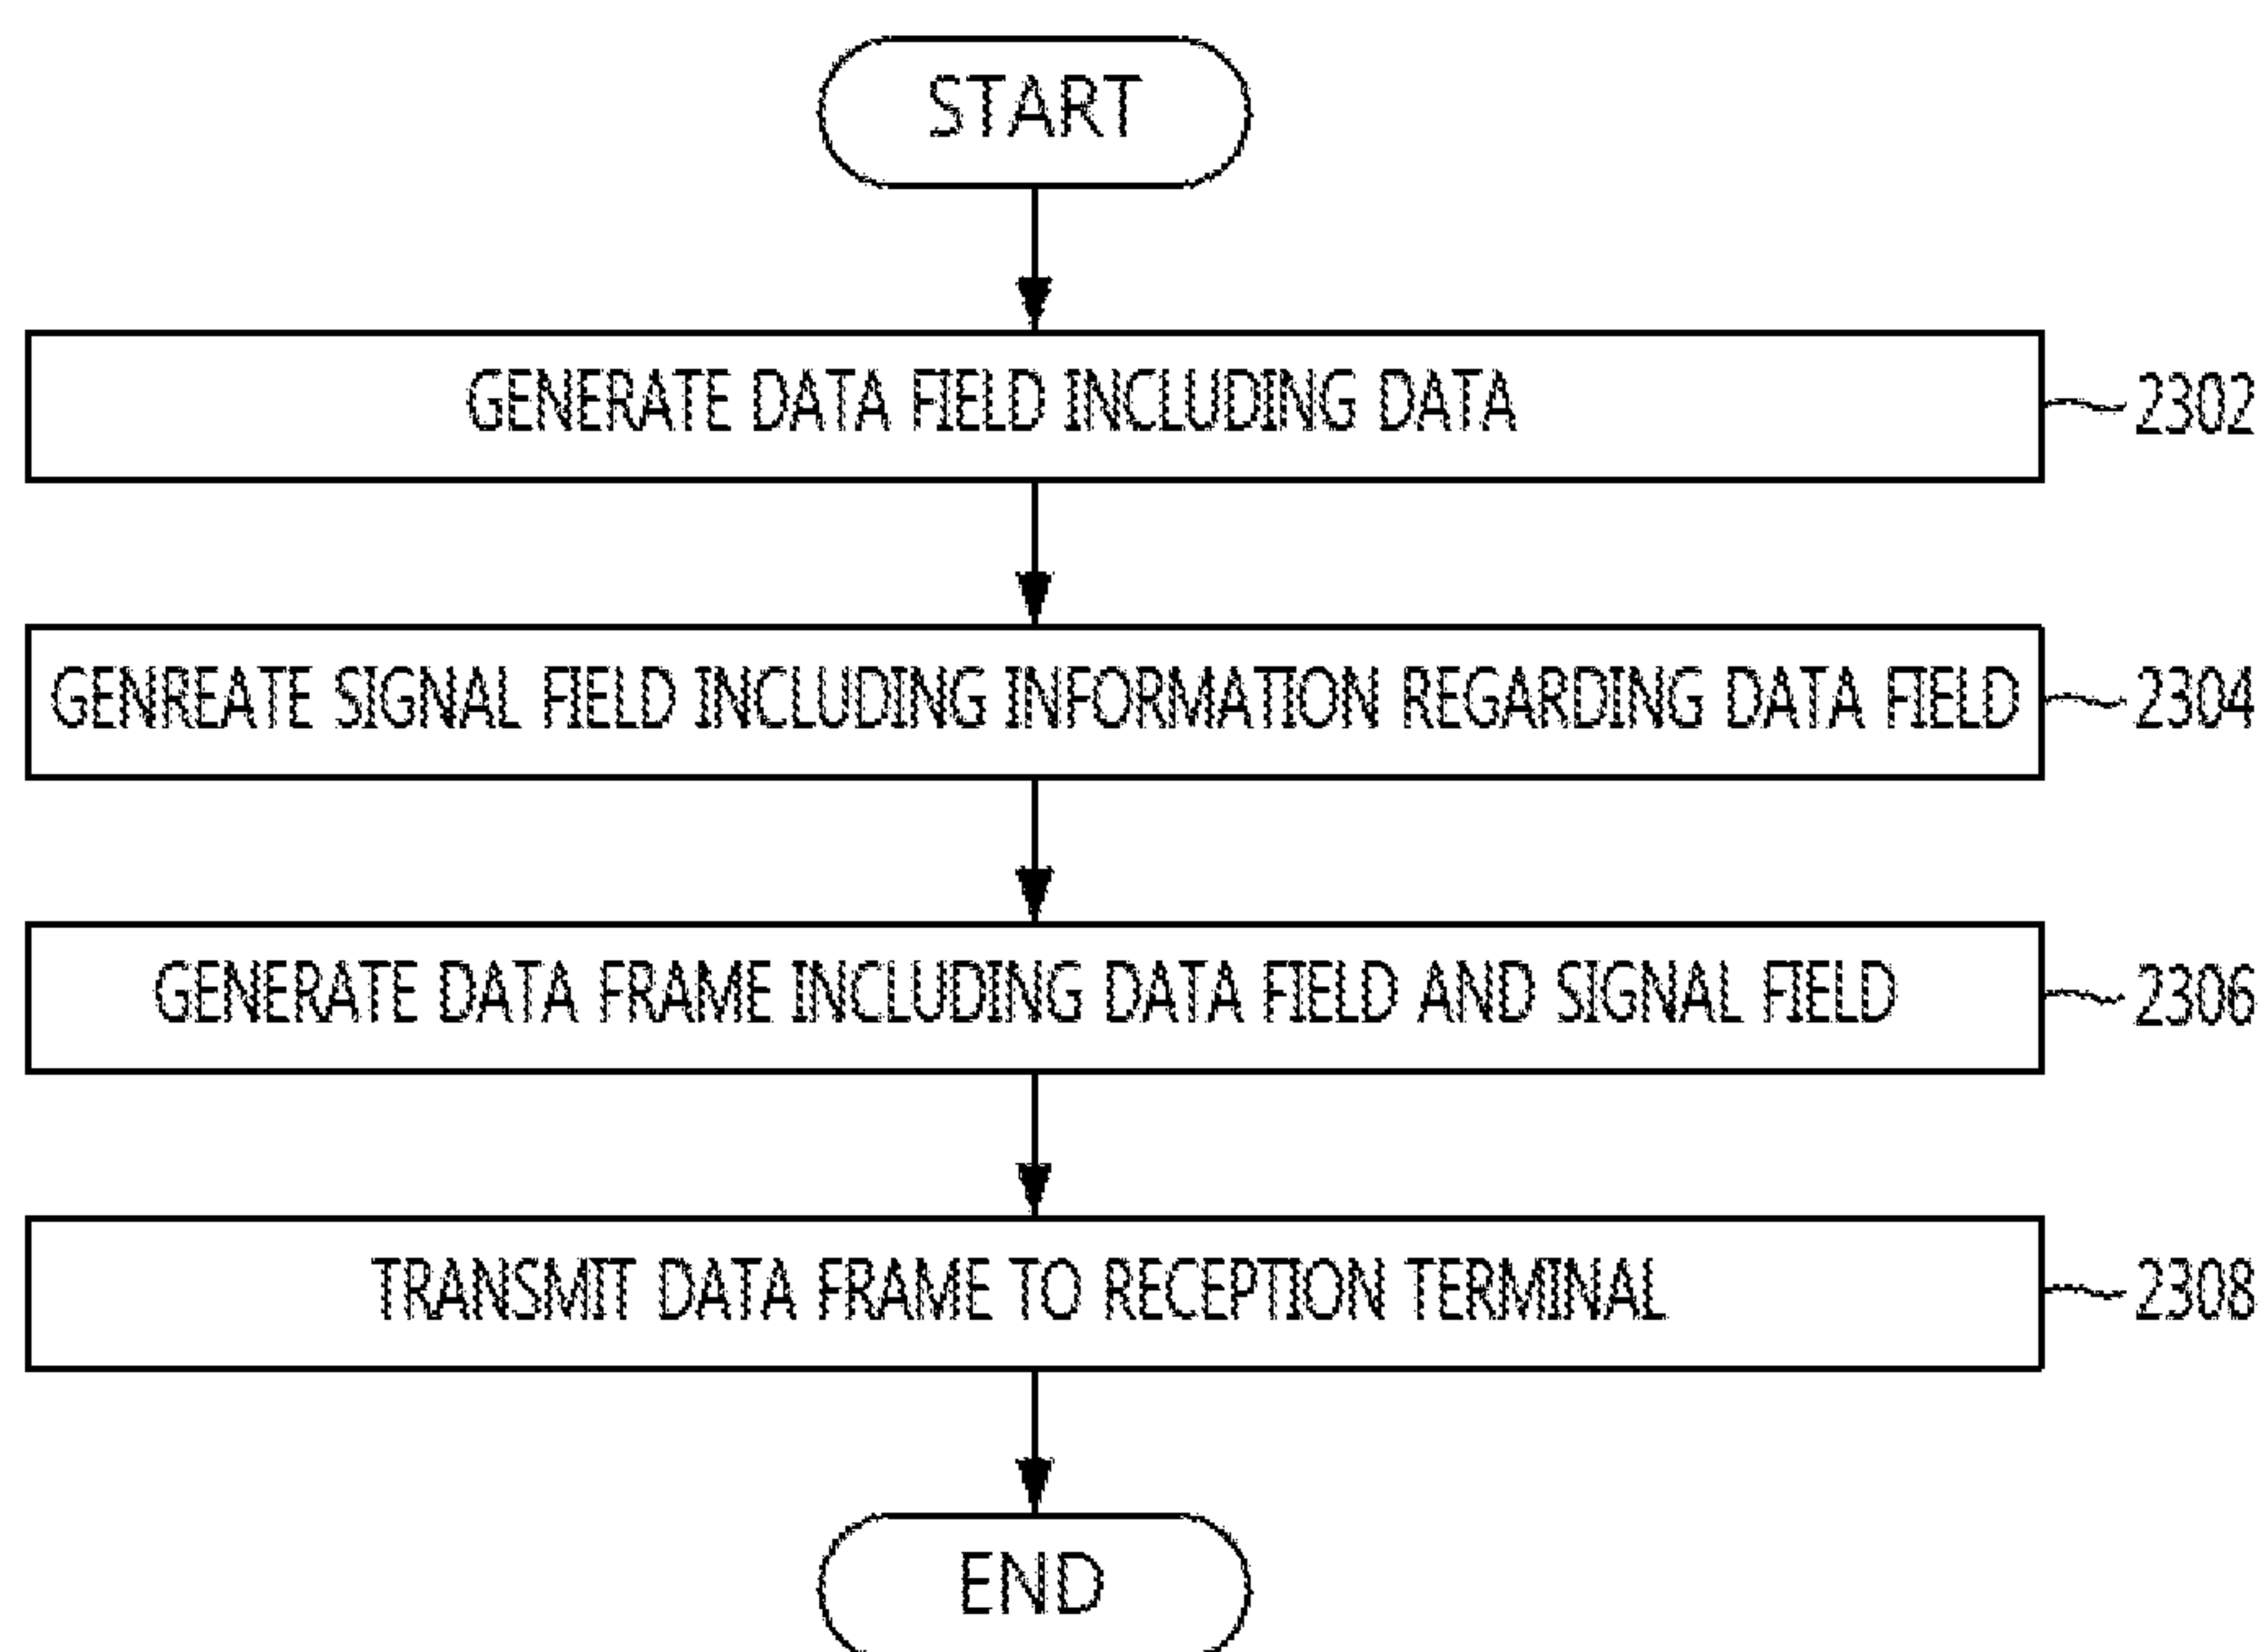 START
GENERATE DATA FIELD INCLUDING DATA
2302
GENREATE SIGNAL FIELD INCLUDING INFORMATION REGARDING DATA FIELD
2304
GENERATE DATA FRAME INCLUDING DATA FIELD AND SIGNAL FIELD
2306
TRANSMIT DATA FRAME TO RECEPTION TERMINAL
2308
END